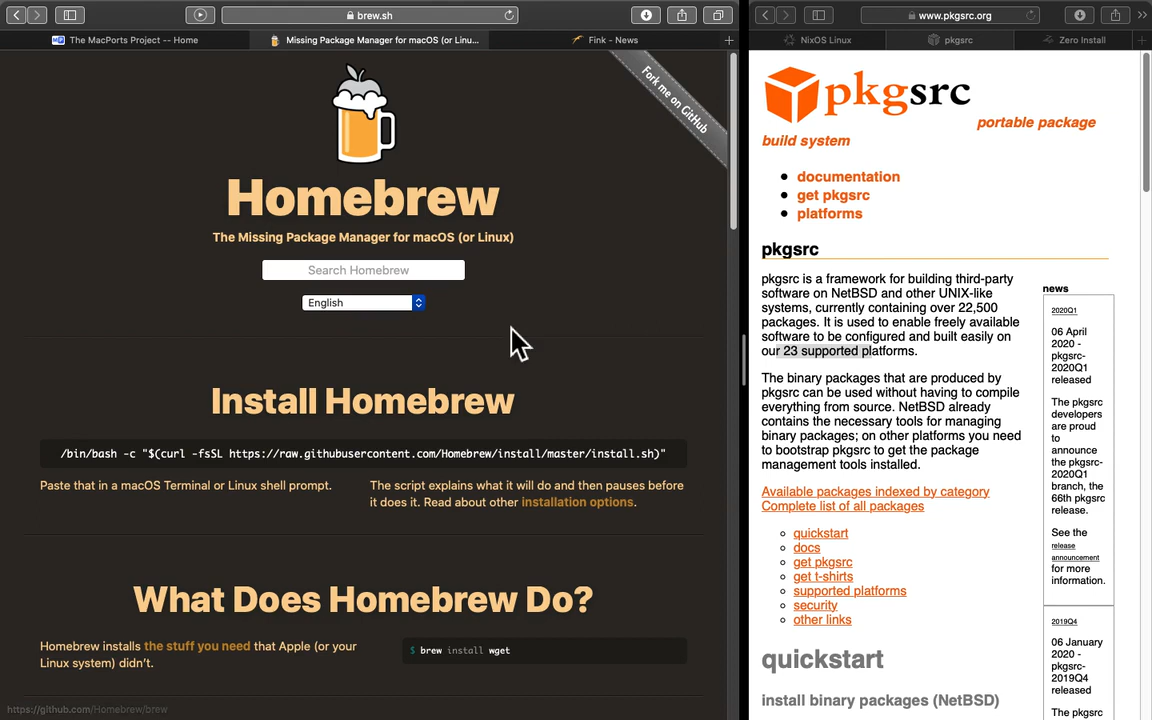 brew.sh
The MacPorts Project -- Home
Missing Package Manager for macOS (or Linu...
Fink - News
Fork me on GitHub
Homebrew
The Missing Package Manager for macOS (or Linux)
Search Homebrew
English
Install Homebrew
/bin/bash -c "$(curl -fsSL https://raw.githubusercontent.com/Homebrew/install/master/install.sh)"
Paste that in a macOS Terminal or Linux shell prompt.
The script explains what it will do and then pauses before
it does it. Read about other installation options.
What Does Homebrew Do?
Homebrew installs the stuff you need that Apple (or your
Linux system) didn't.
$ brew install wget
https://github.com/Homebrew/brew
www.pkgsrc.org
NixOS Linux
pkgsrc
Zero Install
pkgsrc
portable package
build system
documentation
get pkgsrc
platforms
pkgsrc
pkgsrc is a framework for building third-party
software on NetBSD and other UNIX-like
systems, currently containing over 22,500
packages. It is used to enable freely available
software to be configured and built easily on
our 23 supported platforms.
The binary packages that are produced by
pkgsrc can be used without having to compile
everything from source. NetBSD already
contains the necessary tools for managing
binary packages; on other platforms you need
to bootstrap pkgsrc to get the package
management tools installed.
Available packages indexed by category
Complete list of all packages
quickstart
docs
get pkgsrc
get t-shirts
supported platforms
security
other links
quickstart
install binary packages (NetBSD)
news
2020Q1
06 April
2020 -
pkgsrc-
2020Q1
released
The pkgsrc
developers
are proud
to
announce
the pkgsrc-
2020Q1
branch, the
66th pkgsrc
release.
See the
release
announcement
for more
information.
2019Q4
06 January
2020 -
pkgsrc-
2019Q4
released
The pkgsrc